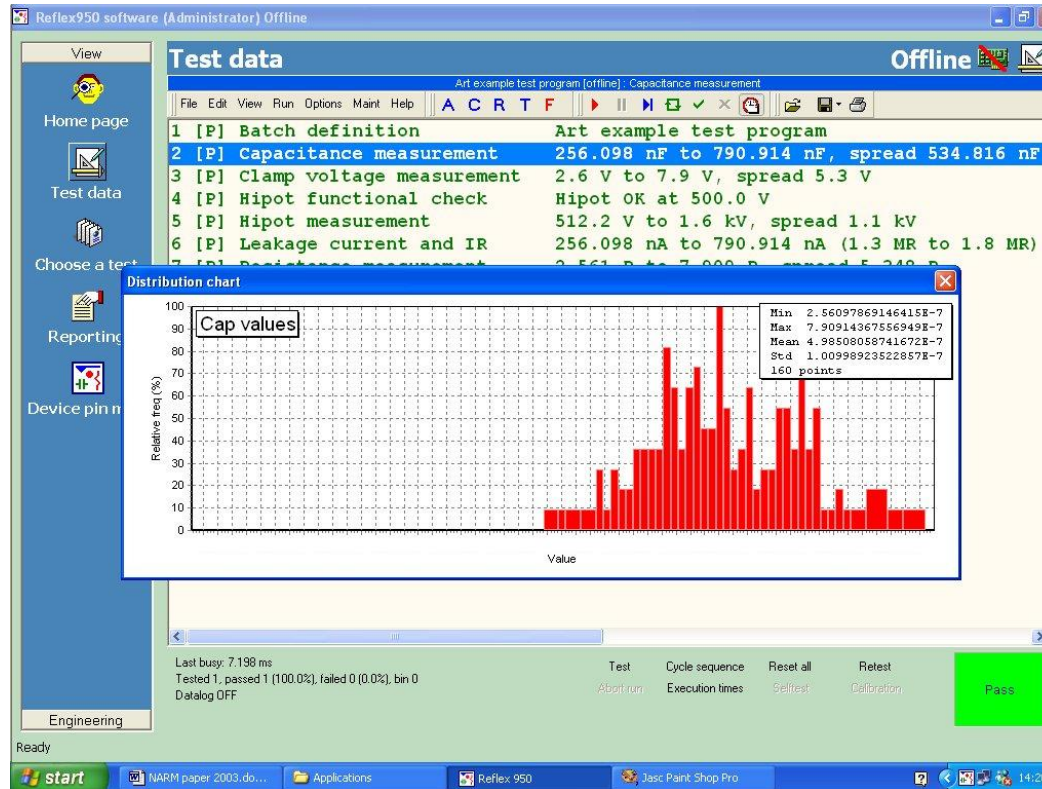 Reflex950 software (Administrator) Offline
View
Home page
Test data
Choose a test
Reporting
Device pin m
Engineering
Test data
Offline
Art example test program [offline] : Capacitance measurement
File Edit View Run Options Maint Help A C R T F
1 [P] Batch definition Art example test program
2 [P] Capacitance measurement 256.098 nF to 790.914 nF, spread 534.816 nF
3 [P] Clamp voltage measurement 2.6 V to 7.9 V, spread 5.3 V
4 [P] Hipot functional check Hipot OK at 500.0 V
5 [P] Hipot measurement 512.2 V to 1.6 kV, spread 1.1 kV
6 [P] Leakage current and IR 256.098 nA to 790.914 nA (1.3 MR to 1.8 MR)
Distribution chart
Cap values
Min 2.56097869146415E-7
Max 7.90914367556949E-7
Mean 4.98508058741672E-7
Std 1.00998923522857E-7
160 points
Relative freq (%)
100
90
80
70
60
50
40
30
20
10
0
Value
Last busy: 7.198 ms
Tested 1, passed 1 (100.0%), failed 0 (0.0%), bin 0
Datalog OFF
Test Cycle sequence Reset all Retest
Abort run Execution times Selftest Calibration
Pass
Ready
start NARM paper 2003.do... Applications Reflex 950 Jasc Paint Shop Pro